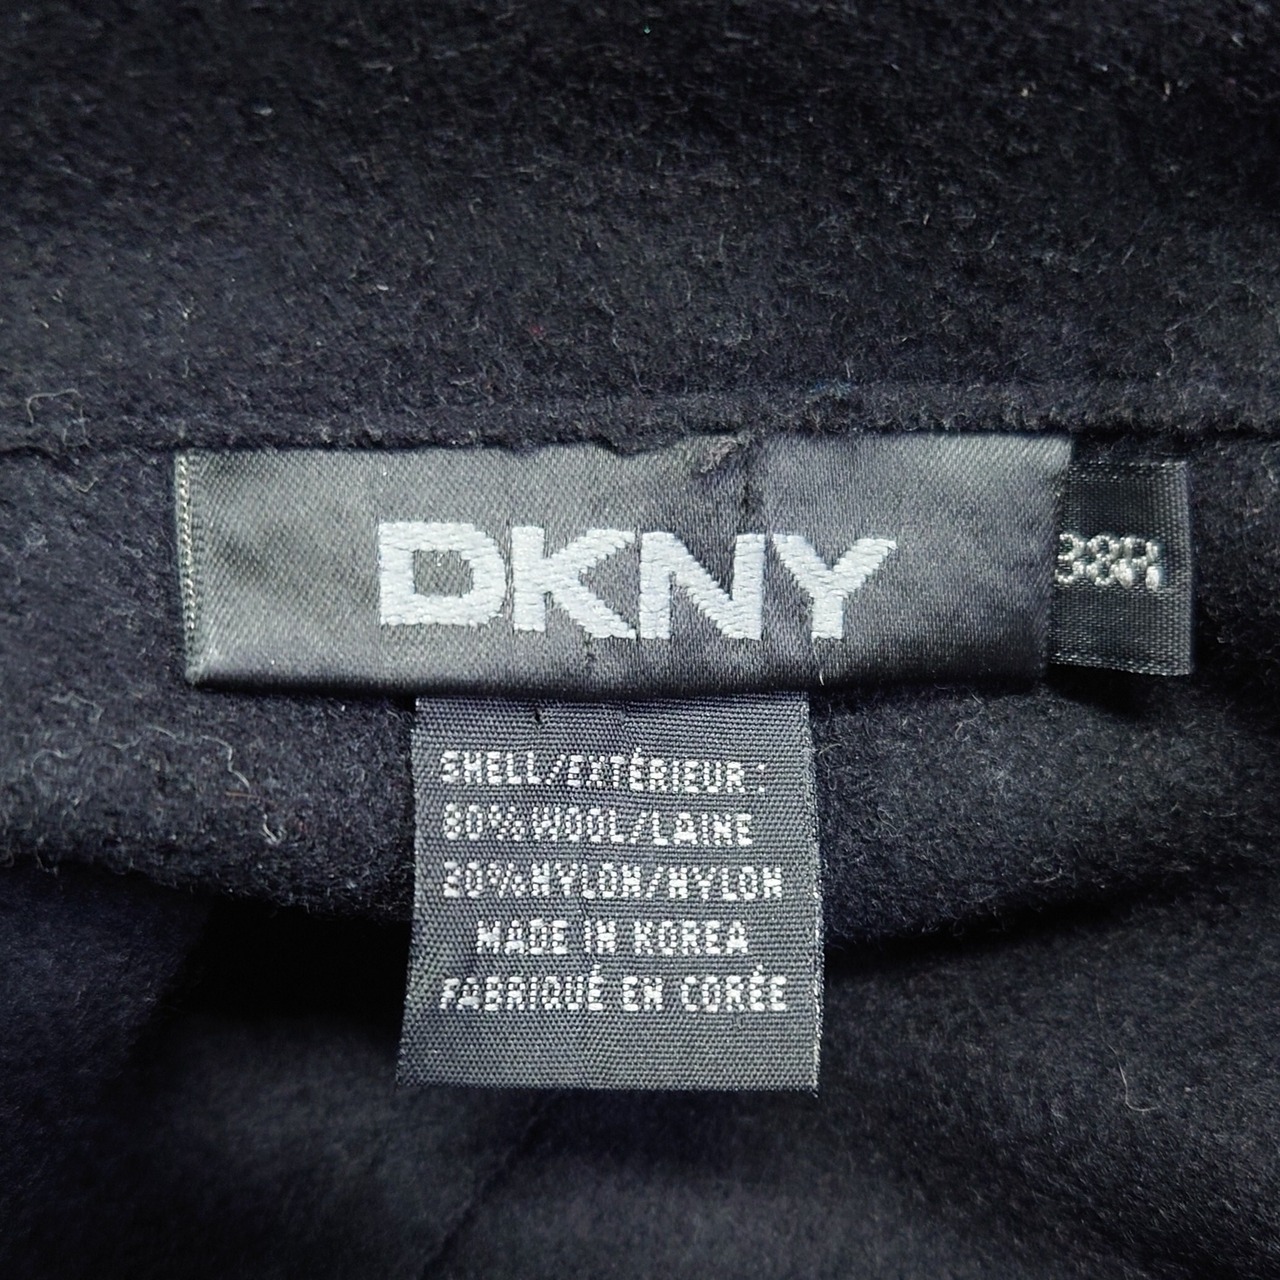 DKNY
38R
SHELL/EXTÉRIEUR:
80% WOOL/LAINE
20% NYLON/NYLON
MADE IN KOREA
FABRIQUÉ EN CORÉE